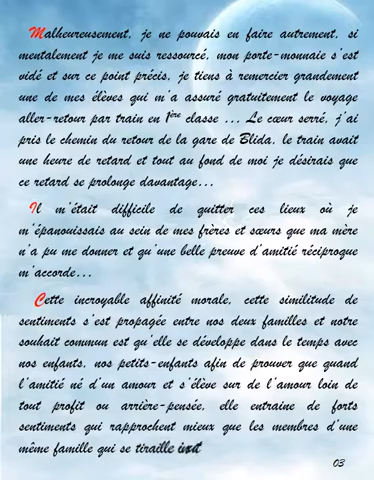 Malheureusement, je ne pouvais en faire autrement, si
mentalement je me suis ressourcé, mon porte-monnaie s'est
vidé et sur ce point précis, je tiens à remercier grandement
une de mes élèves qui m'a assuré gratuitement le voyage
aller-retour par train en 1ère classe ... Le cœur serré, j'ai
pris le chemin du retour de la gare de Blida, le train avait
une heure de retard et tout au fond de moi je désirais que
ce retard se prolonge davantage...
Il m'était difficile de quitter ces lieux où je
m'épanouissais au sein de mes frères et sœurs que ma mère
n'a pu me donner et qu'une belle preuve d'amitié réciproque
m'accorde...
Cette incroyable affinité morale, cette similitude de
sentiments s'est propagée entre nos deux familles et notre
souhait commun est qu'elle se développe dans le temps avec
nos enfants, nos petits-enfants afin de prouver que quand
l'amitié né d'un amour et s'élève sur de l'amour loin de
tout profit ou arrière-pensée, elle entraine de forts
sentiments qui rapprochent mieux que les membres d'une
même famille qui se tiraille
03